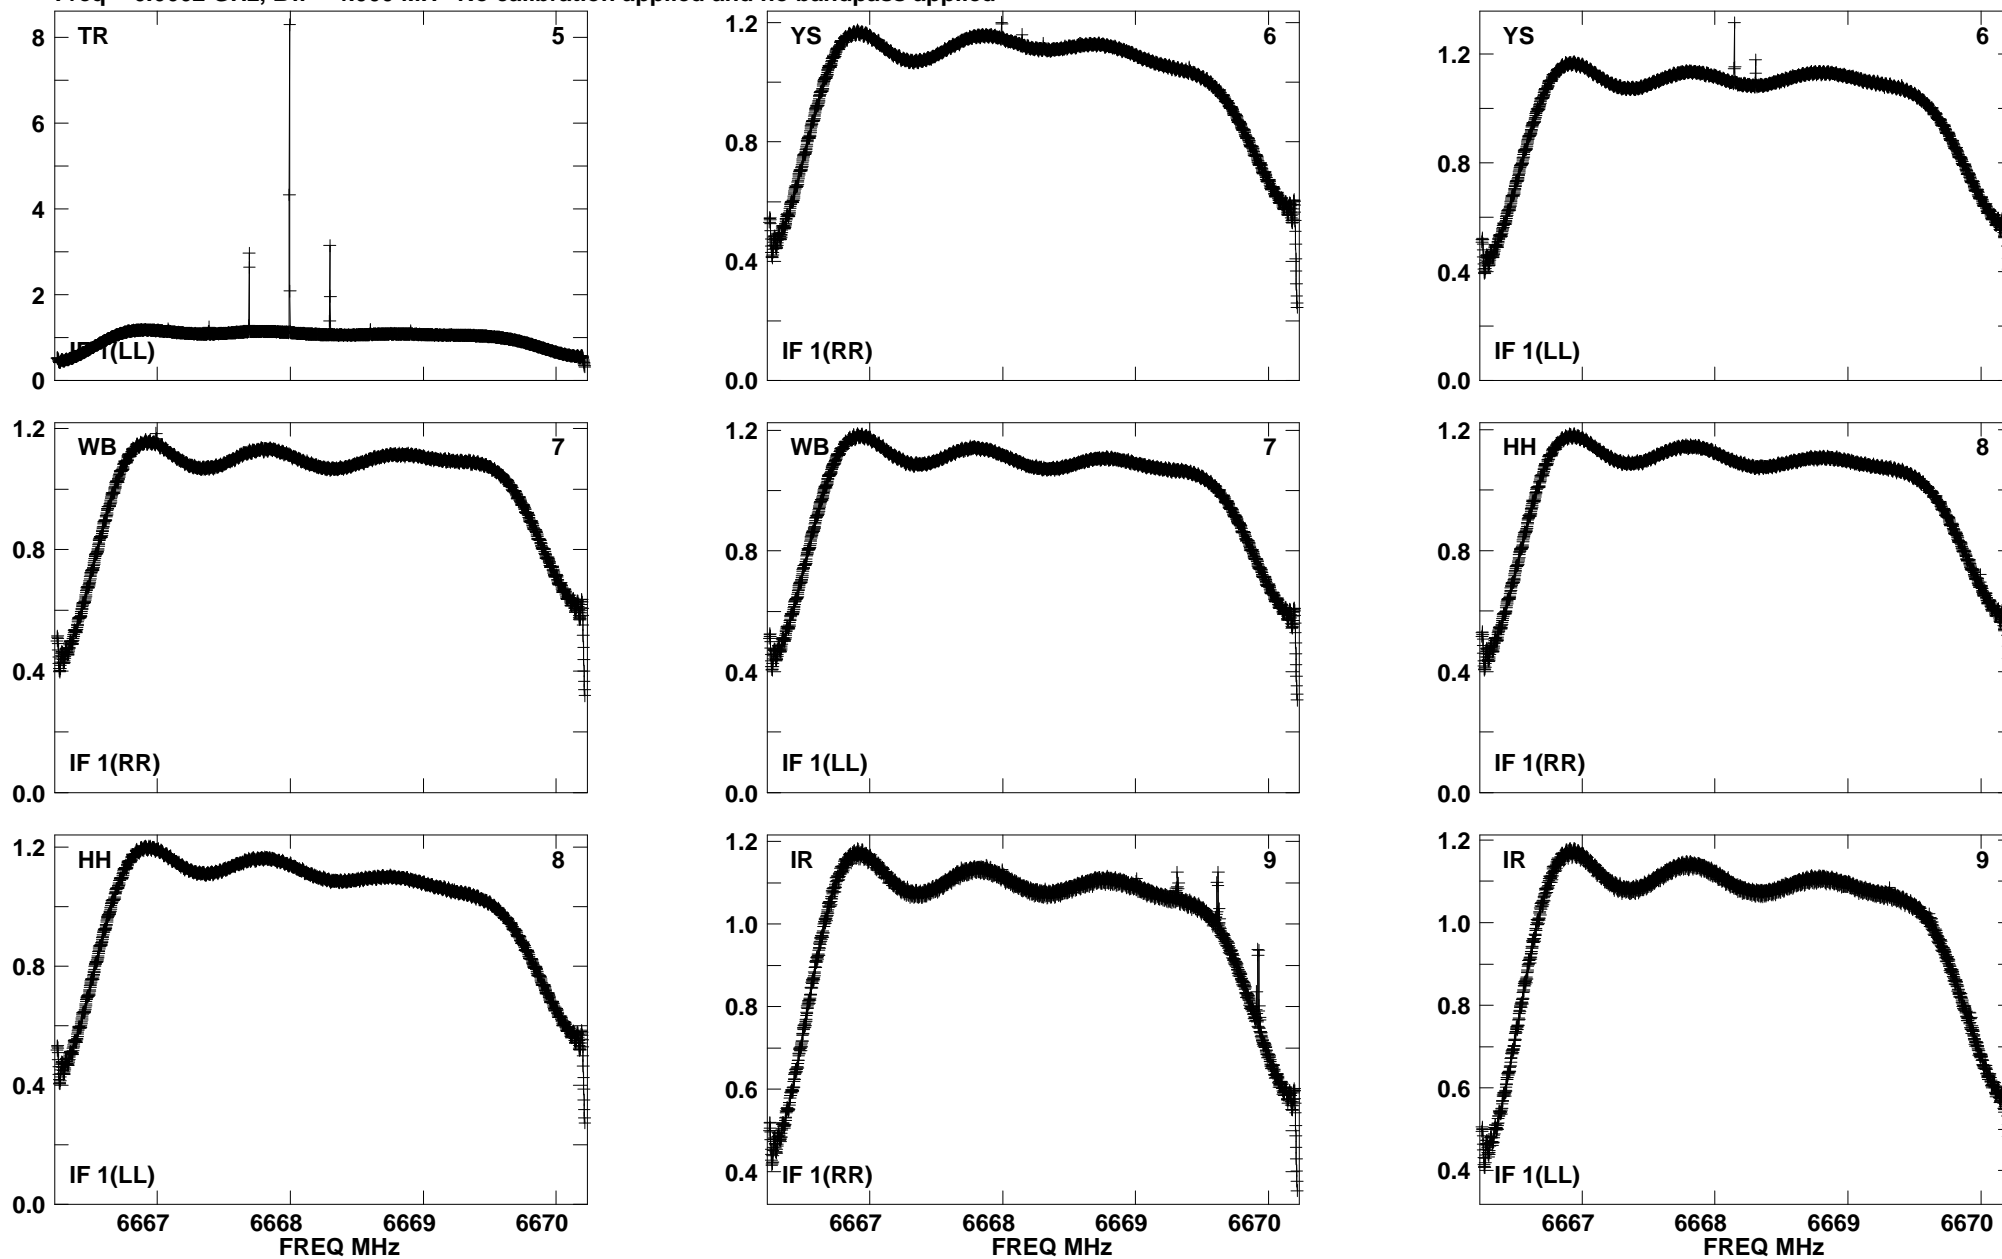 No calibration applied and no bandpass applied
TR 5
8
6
4
2
0
IF 1(LL)
YS 6
1.2
0.8
0.4
0.0
IF 1(RR)
YS 6
1.2
0.8
0.4
0.0
IF 1(LL)
WB 7
1.2
0.8
0.4
0.0
IF 1(RR)
WB 7
1.2
0.8
0.4
0.0
IF 1(LL)
HH 8
1.2
0.8
0.4
0.0
IF 1(RR)
HH 8
1.2
0.8
0.4
0.0
IF 1(LL)
6667 6668 6669 6670
FREQ MHz
IR 9
1.2
1.0
0.8
0.6
0.4
IF 1(RR)
6667 6668 6669 6670
FREQ MHz
IR 9
1.2
1.0
0.8
0.6
0.4
IF 1(LL)
6667 6668 6669 6670
FREQ MHz